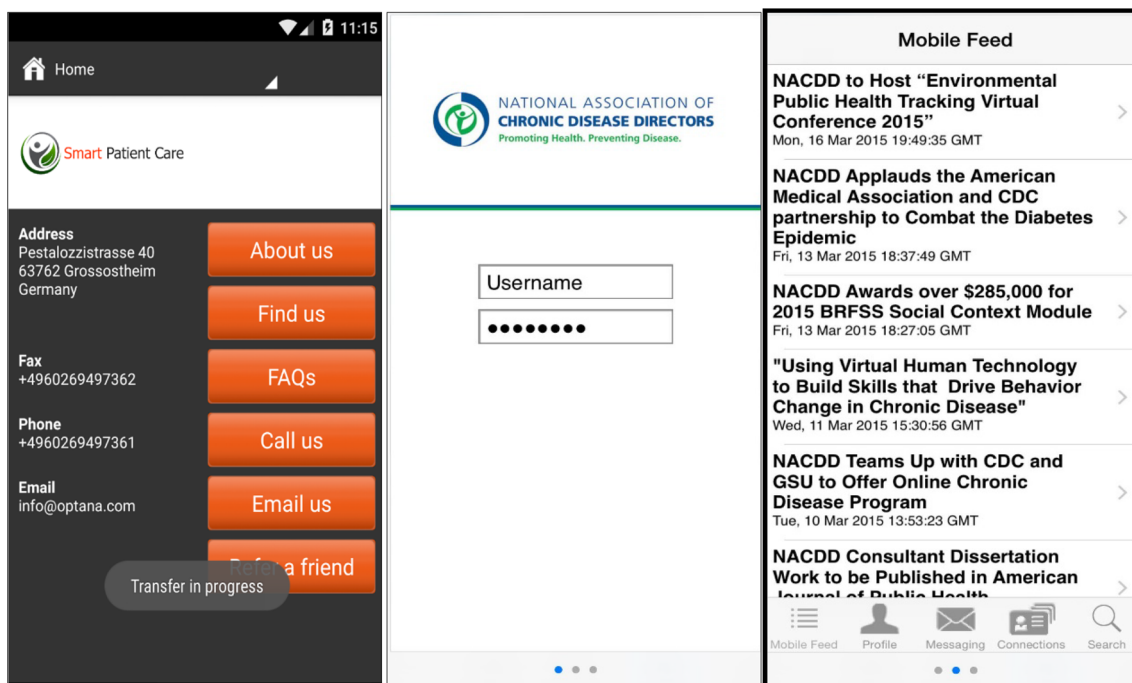 11:15
Home
Smart Patient Care
Address
Pestalozzistrasse 40
63762 Grossostheim
Germany
About us
Find us
Fax
+4960269497362
FAQs
Phone
+4960269497361
Call us
Email
info@optana.com
Email us
Refer a friend
Transfer in progress
NATIONAL ASSOCIATION OF
CHRONIC DISEASE DIRECTORS
Promoting Health. Preventing Disease.
Username
Mobile Feed
NACDD to Host “Environmental
Public Health Tracking Virtual
Conference 2015”
Mon, 16 Mar 2015 19:49:35 GMT
NACDD Applauds the American
Medical Association and CDC
partnership to Combat the Diabetes
Epidemic
Fri, 13 Mar 2015 18:37:49 GMT
NACDD Awards over $285,000 for
2015 BRFSS Social Context Module
Fri, 13 Mar 2015 18:27:05 GMT
"Using Virtual Human Technology
to Build Skills that Drive Behavior
Change in Chronic Disease"
Wed, 11 Mar 2015 15:30:56 GMT
NACDD Teams Up with CDC and
GSU to Offer Online Chronic
Disease Program
Tue, 10 Mar 2015 13:53:23 GMT
NACDD Consultant Dissertation
Work to be Published in American
Journal of Public Health
Mobile Feed
Profile
Messaging
Connections
Search